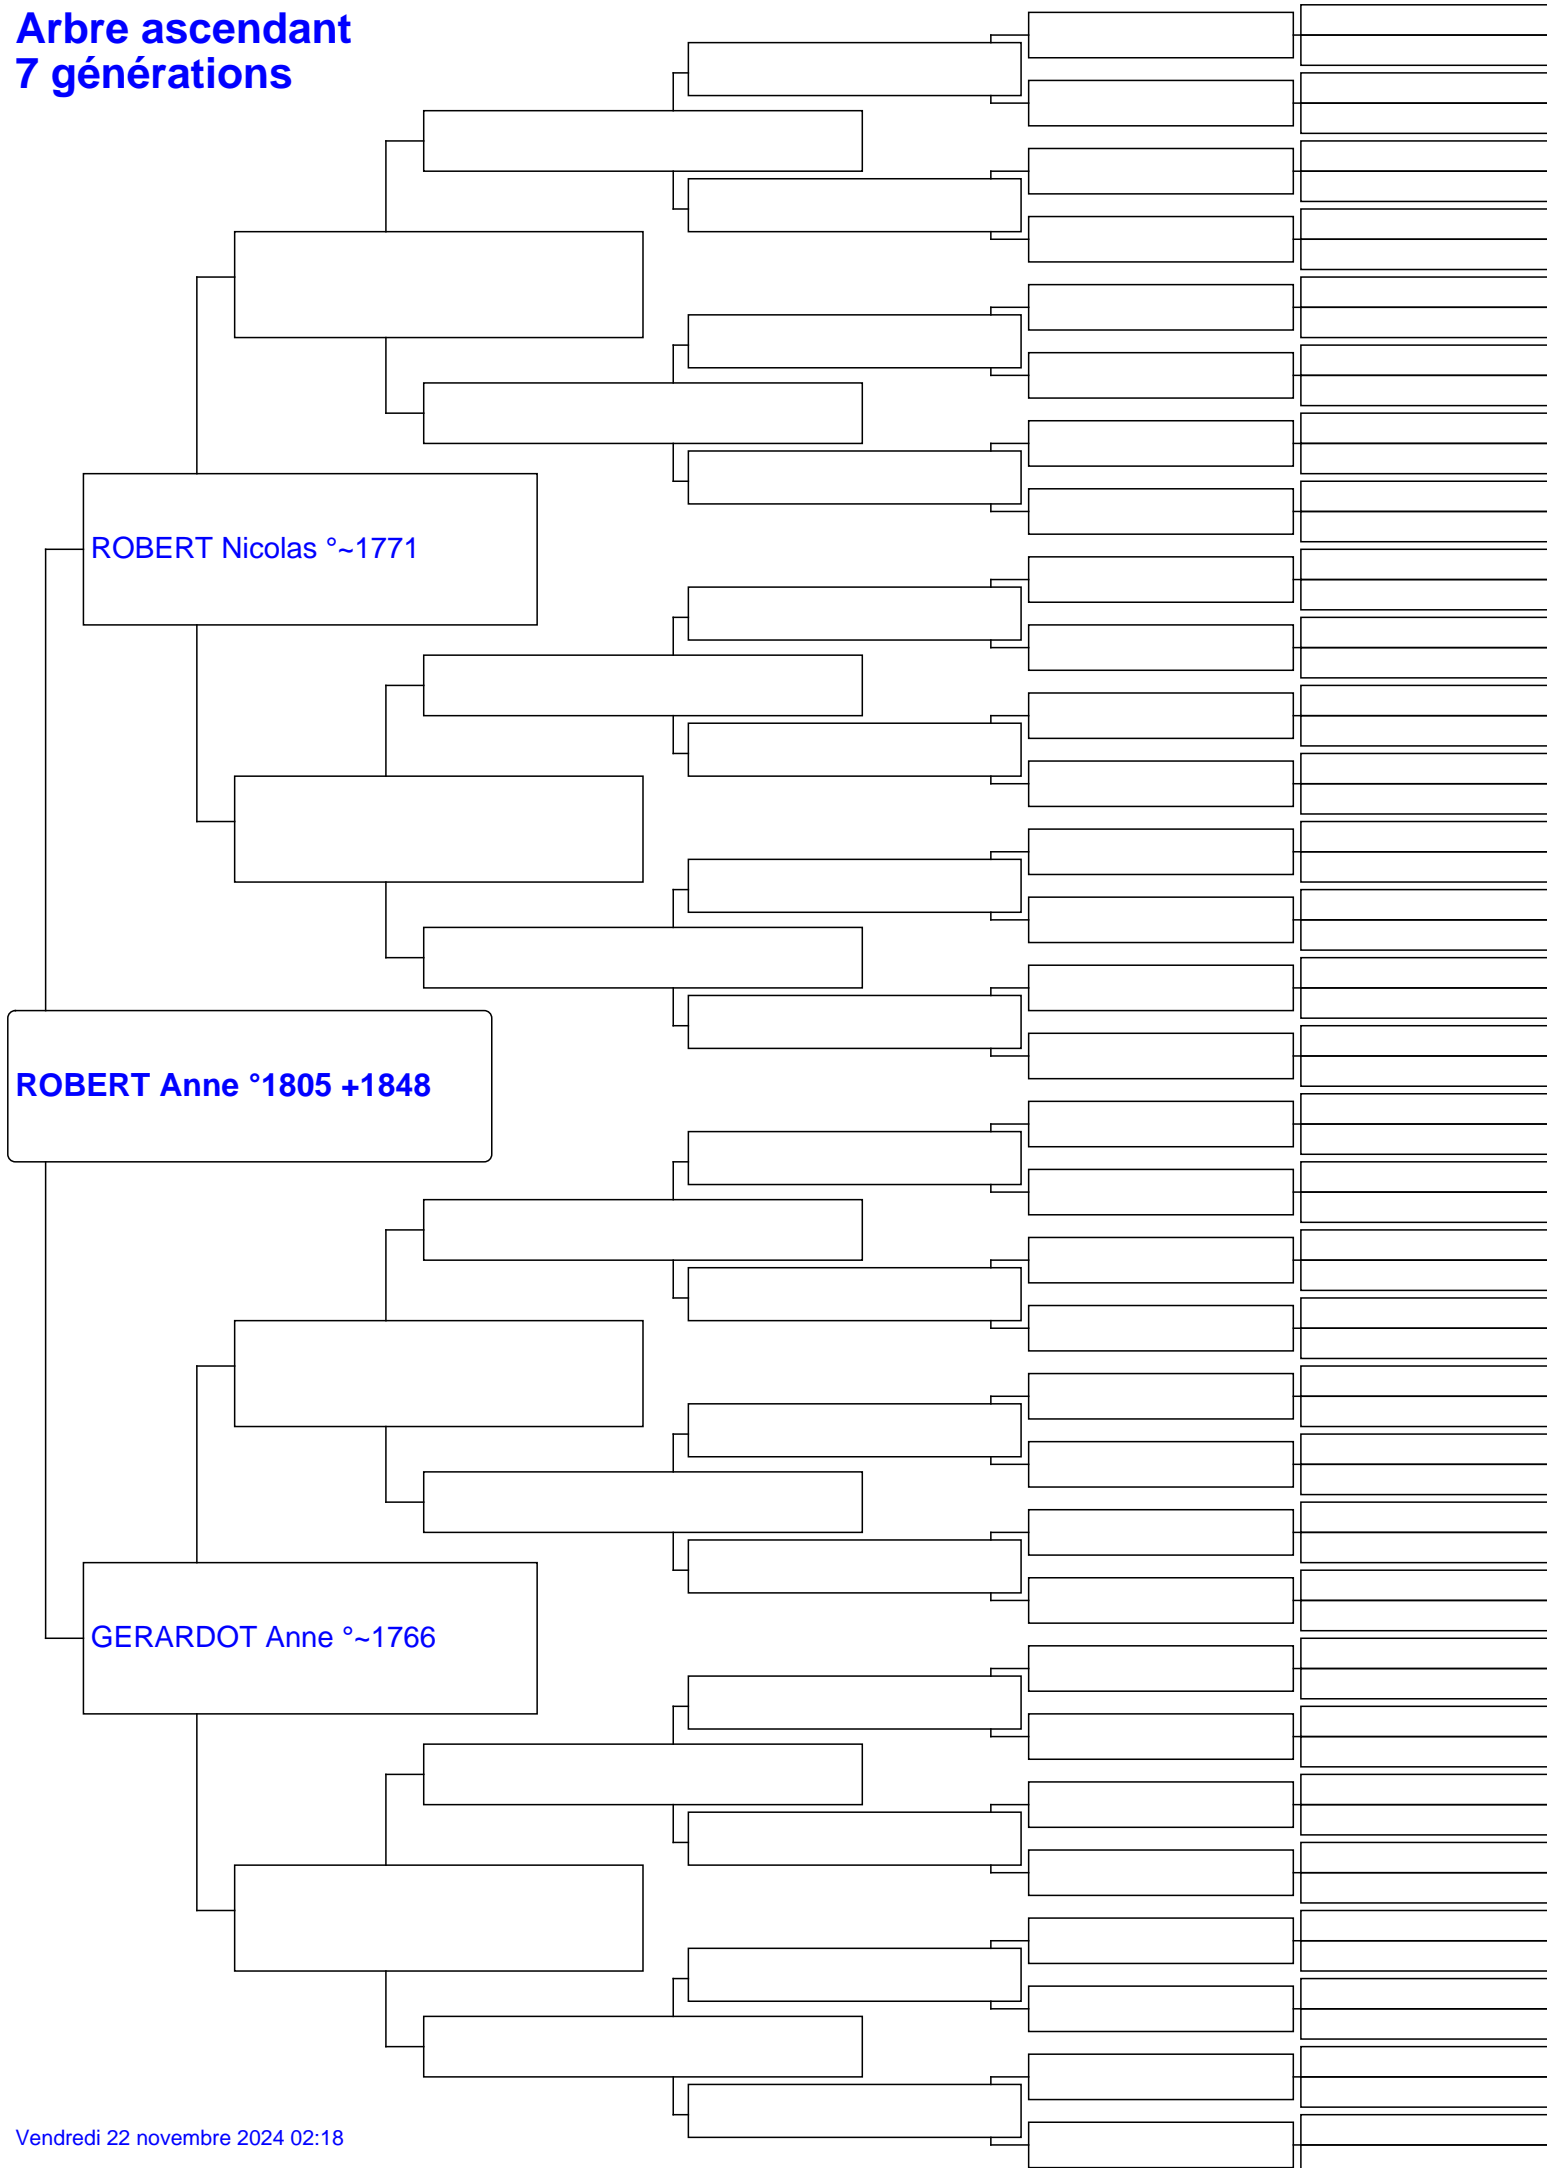 Arbre ascendant
7 générations
ROBERT Nicolas °~1771
ROBERT Anne °1805 +1848
GERARDOT Anne °~1766
Vendredi 22 novembre 2024 02:18